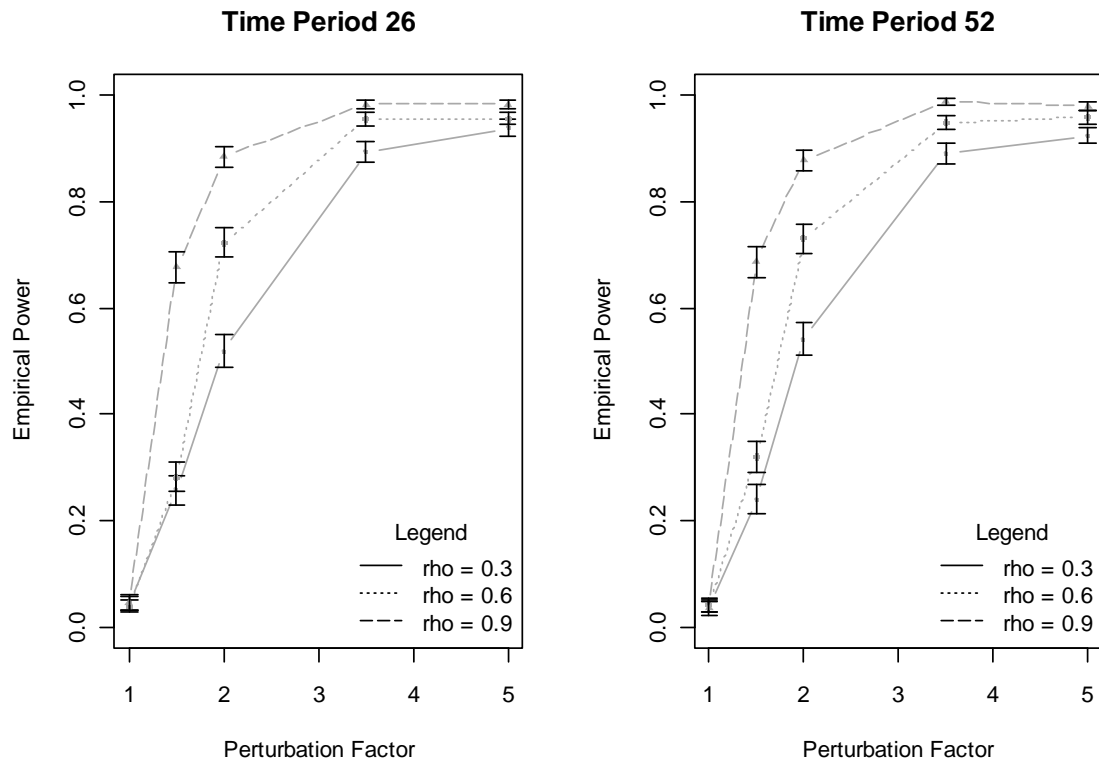 Time Period 26
Empirical Power
1.0
0.8
0.6
0.4
0.2
0.0
Legend
rho = 0.3
rho = 0.6
rho = 0.9
1 2 3 4 5
Perturbation Factor
Time Period 52
Empirical Power
1.0
0.8
0.6
0.4
0.2
0.0
Legend
rho = 0.3
rho = 0.6
rho = 0.9
1 2 3 4 5
Perturbation Factor